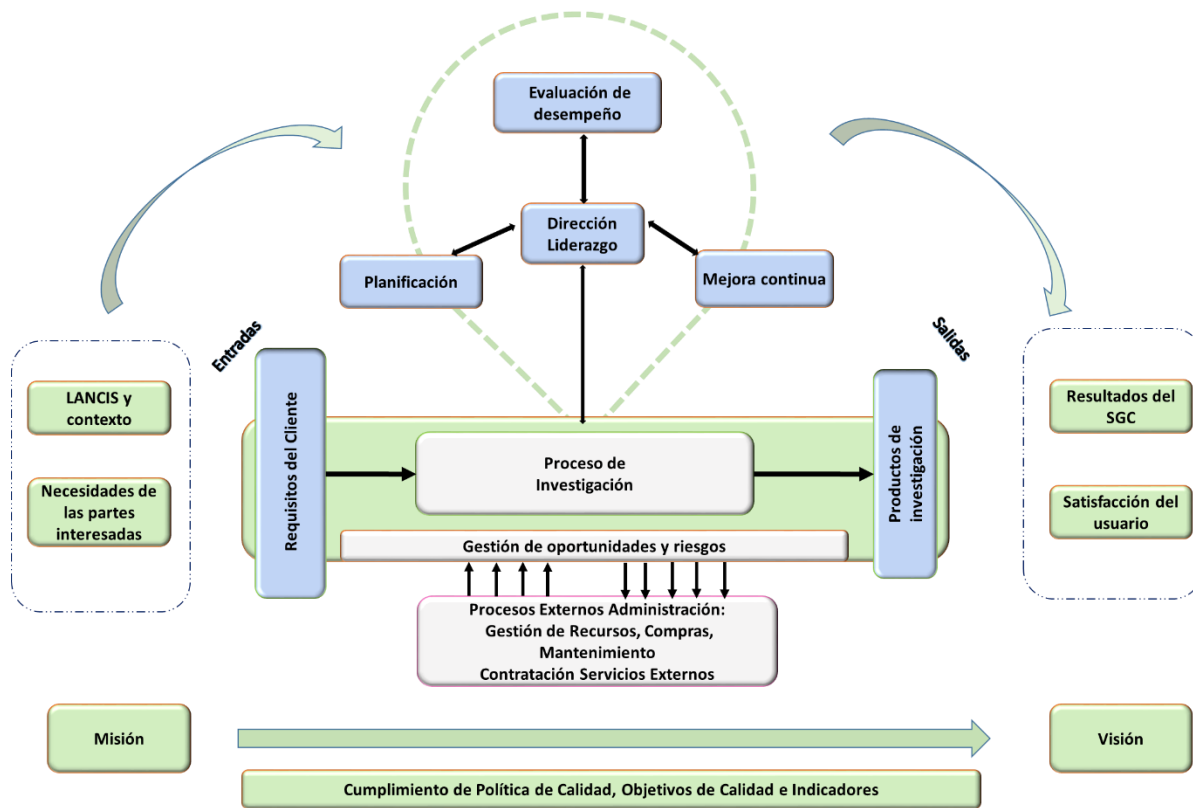 Evaluación de
desempeño
Dirección
Liderazgo
Planificación
Mejora continua
Entradas
Salidas
LANCIS y
contexto
Necesidades de
las partes
interesadas
Requisitos del Cliente
Proceso de
Investigación
Productos de
investigación
Resultados del
SGC
Satisfacción del
usuario
Gestión de oportunidades y riesgos
Procesos Externos Administración:
Gestión de Recursos, Compras,
Mantenimiento
Contratación Servicios Externos
Misión
Visión
Cumplimiento de Política de Calidad, Objetivos de Calidad e Indicadores